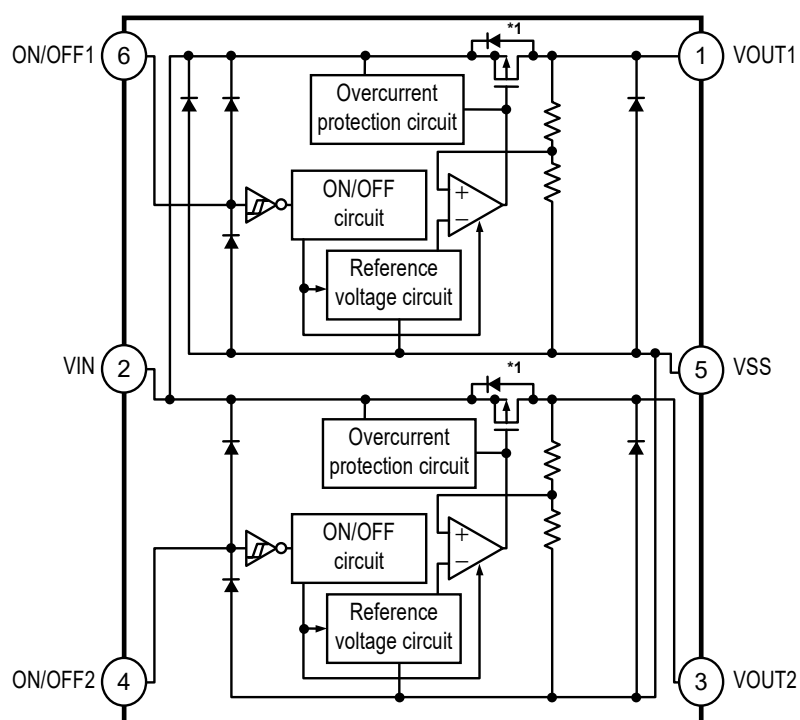 *1
ON/OFF1
6
1
VOUT1
Overcurrent
protection circuit
ON/OFF
circuit
+
−
Reference
voltage circuit
VIN
2
5
VSS
*1
Overcurrent
protection circuit
ON/OFF
circuit
+
−
Reference
voltage circuit
ON/OFF2
4
3
VOUT2